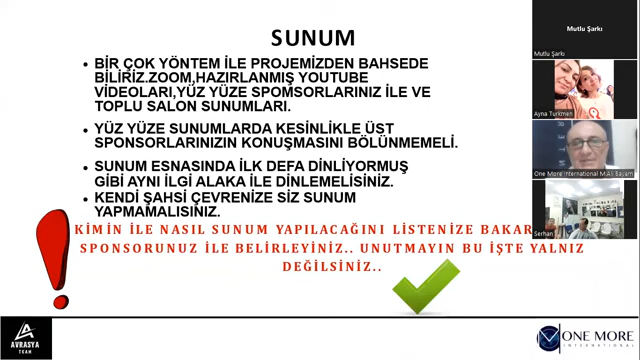 SUNUM
BİR ÇOK YÖNTEM İLE PROJEMİZDEN BAHSEDE
BİLİRİZ.ZOOM,HAZIRLANMIŞ YOUTUBE
VİDEOLARI,YÜZ YÜZE SPOMSORLARINIZ İLE VE
TOPLU SALON SUNUMLARI.
YÜZ YÜZE SUNUMLARDA KESİNLİKLE ÜST
SPONSORLARINIZIN KONUŞMASINI BÖLÜNMEMELİ.
SUNUM ESNASINDA İLK DEFA DİNLİYORMUŞ
GİBİ AYNI İLGİ ALAKA İLE DİNLEMELİSİNİZ.
KENDİ ŞAHSİ ÇEVRENİZE SİZ SUNUM
YAPMAMALISINIZ.
KİMİN İLE NASIL SUNUM YAPILACAĞINI LİSTENİZE BAKAR
SPONSORUNUZ İLE BELİRLEYİNİZ.. UNUTMAYIN BU İŞTE YALNIZ
DEĞİLSİNİZ..
Mutlu Şarkı
Mutlu Şarkı
Ayna Turkmen
One More International M.Ali Bayam
Serhan
AVRASYA
TEAM
ONE MORE
INTERNATIONAL